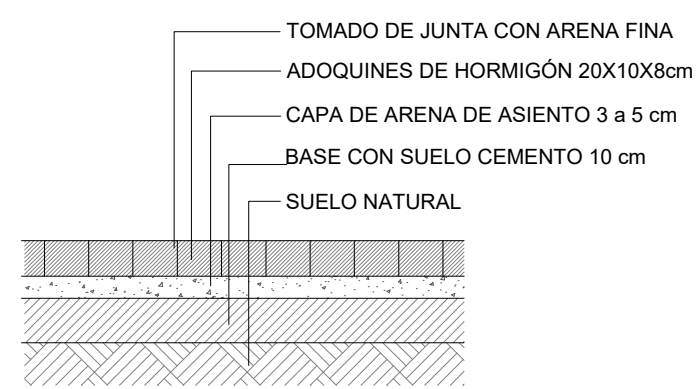 TOMADO DE JUNTA CON ARENA FINA
ADOQUINES DE HORMIGÓN 20X10X8cm
CAPA DE ARENA DE ASIENTO 3 a 5 cm
BASE CON SUELO CEMENTO 10 cm
SUELO NATURAL